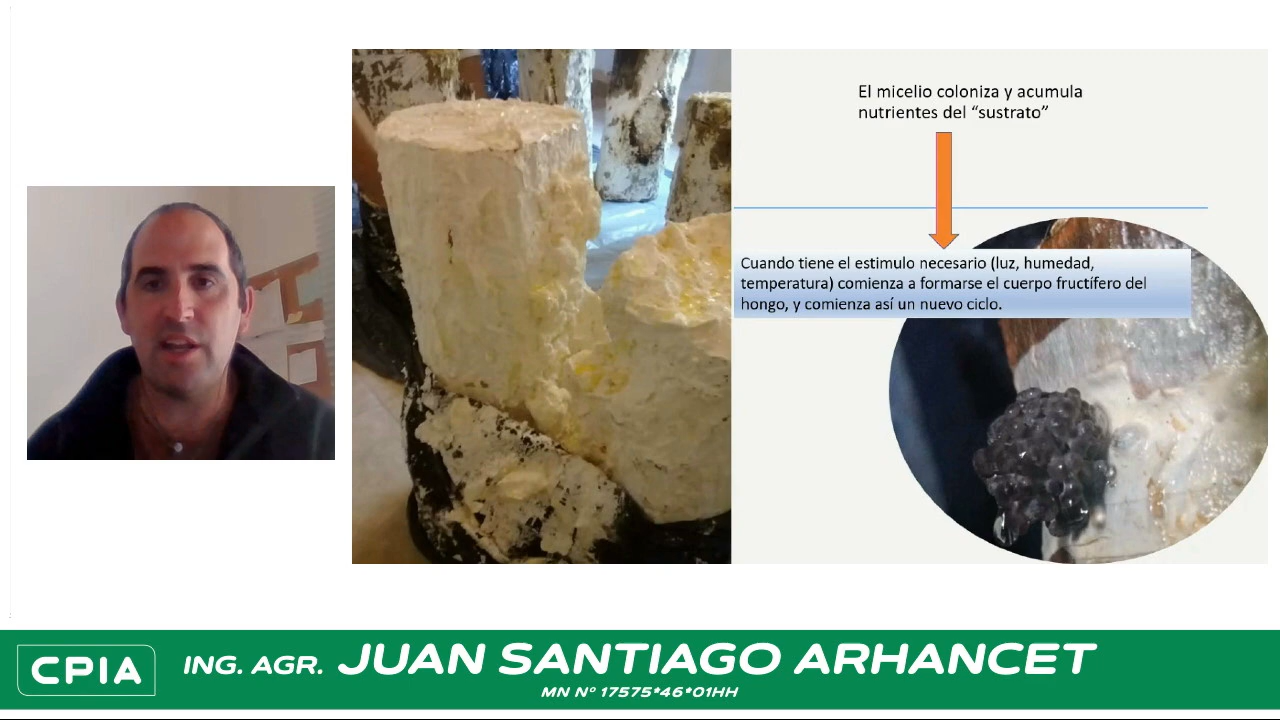 El micelio coloniza y acumula
nutrientes del “sustrato”
Cuando tiene el estimulo necesario (luz, humedad,
temperatura) comienza a formarse el cuerpo fructífero del
hongo, y comienza así un nuevo ciclo.
CPIA
ING. AGR. JUAN SANTIAGO ARHANCET
MN Nº 17575*46*01HH